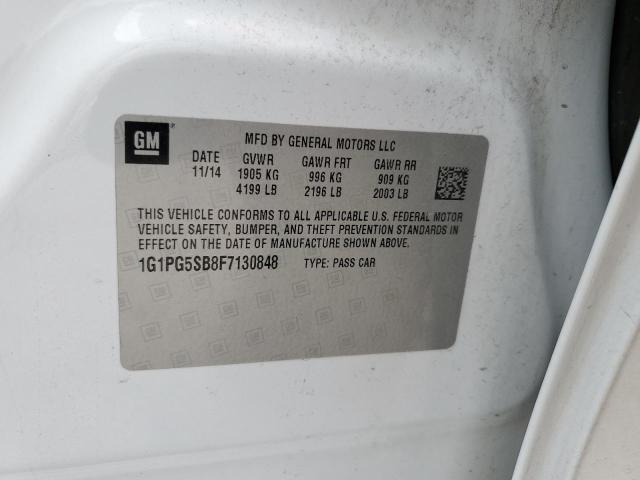 GM
MFD BY GENERAL MOTORS LLC
DATE GVWR GAWR FRT GAWR RR
11/14 1905 KG 996 KG 909 KG
4199 LB 2196 LB 2003 LB
THIS VEHICLE CONFORMS TO ALL APPLICABLE U.S. FEDERAL MOTOR
VEHICLE SAFETY, BUMPER, AND THEFT PREVENTION STANDARDS IN
EFFECT ON THE DATE OF MANUFACTURE SHOWN ABOVE.
1G1PG5SB8F7130848 TYPE: PASS CAR